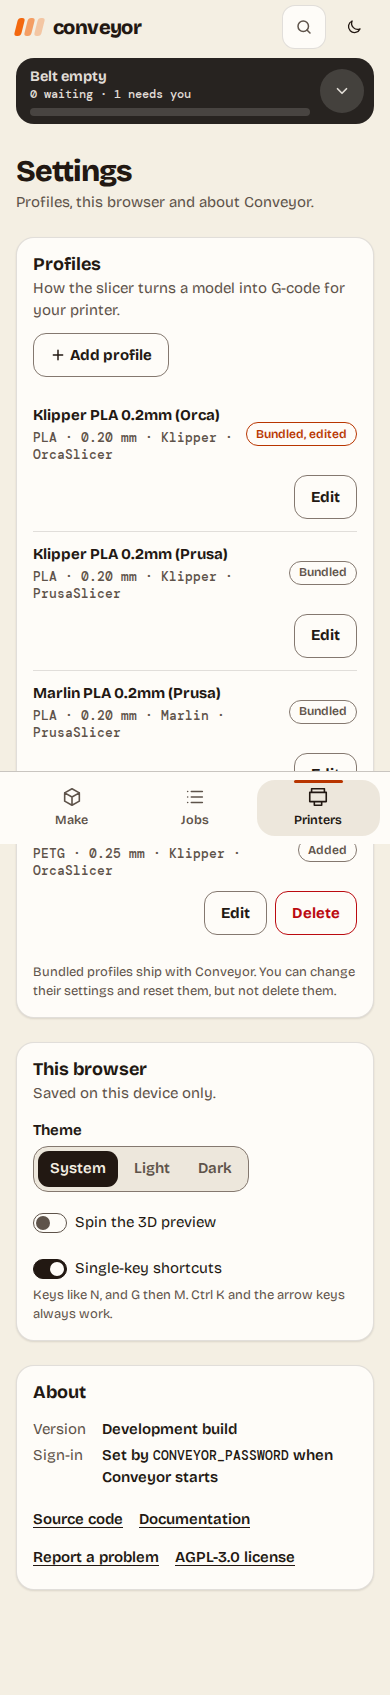 conveyor
Belt empty
0 waiting · 1 needs you
Settings
Profiles, this browser and about Conveyor.
Profiles
How the slicer turns a model into G-code for
your printer.
+ Add profile
Klipper PLA 0.2mm (Orca)
PLA · 0.20 mm · Klipper ·
OrcaSlicer
Bundled, edited
Edit
Klipper PLA 0.2mm (Prusa)
PLA · 0.20 mm · Klipper ·
PrusaSlicer
Bundled
Edit
Marlin PLA 0.2mm (Prusa)
PLA · 0.20 mm · Marlin ·
PrusaSlicer
Bundled
Make
Jobs
Printers
PETG · 0.25 mm · Klipper ·
OrcaSlicer
Added
Edit
Delete
Bundled profiles ship with Conveyor. You can change
their settings and reset them, but not delete them.
This browser
Saved on this device only.
Theme
System
Light
Dark
Spin the 3D preview
Single-key shortcuts
Keys like N, and G then M. Ctrl K and the arrow keys
always work.
About
Version Development build
Sign-in Set by CONVEYOR_PASSWORD when
Conveyor starts
Source code Documentation
Report a problem AGPL-3.0 license